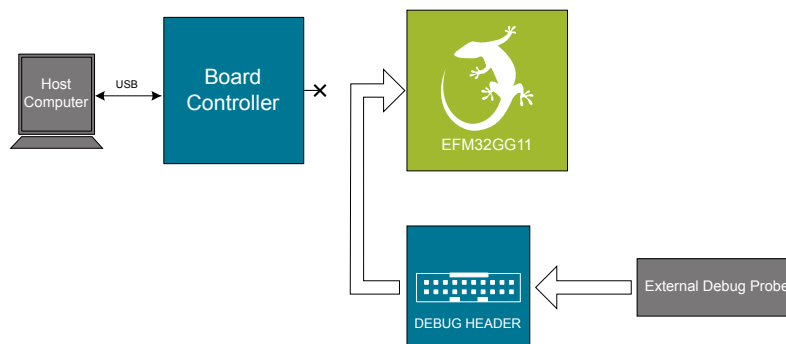 Host
Computer
USB
Board
Controller
EFM32GG11
External Debug Probe
DEBUG HEADER